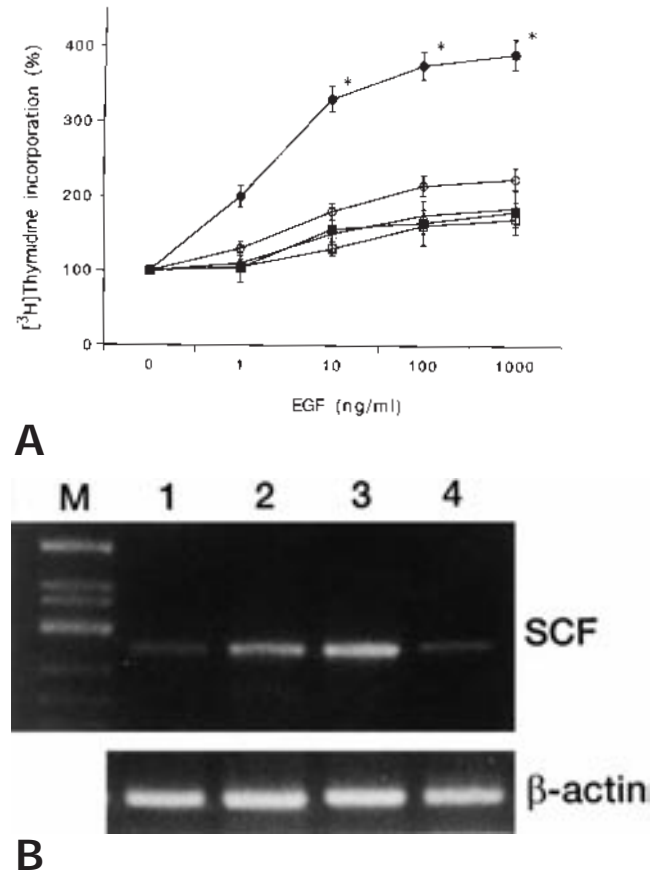 [³H]Thymidine incorporation (%)
400
300
200
100
0
0 1 10 100 1000
EGF (ng/ml)
* * *
A
M 1 2 3 4
SCF
β-actin
B